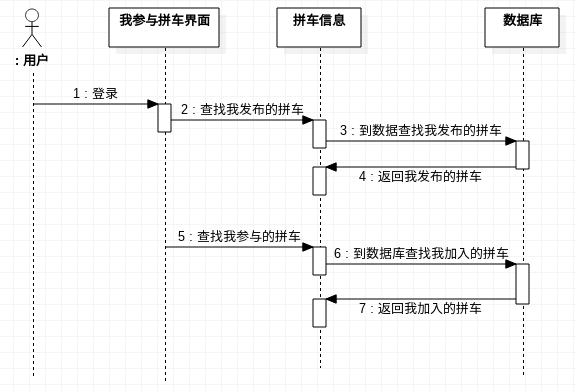 我参与拼车界面
拼车信息
数据库
: 用户
1 : 登录
2 : 查找我发布的拼车
3 : 到数据查找我发布的拼车
4 : 返回我发布的拼车
5 : 查找我参与的拼车
6 : 到数据库查找我加入的拼车
7 : 返回我加入的拼车